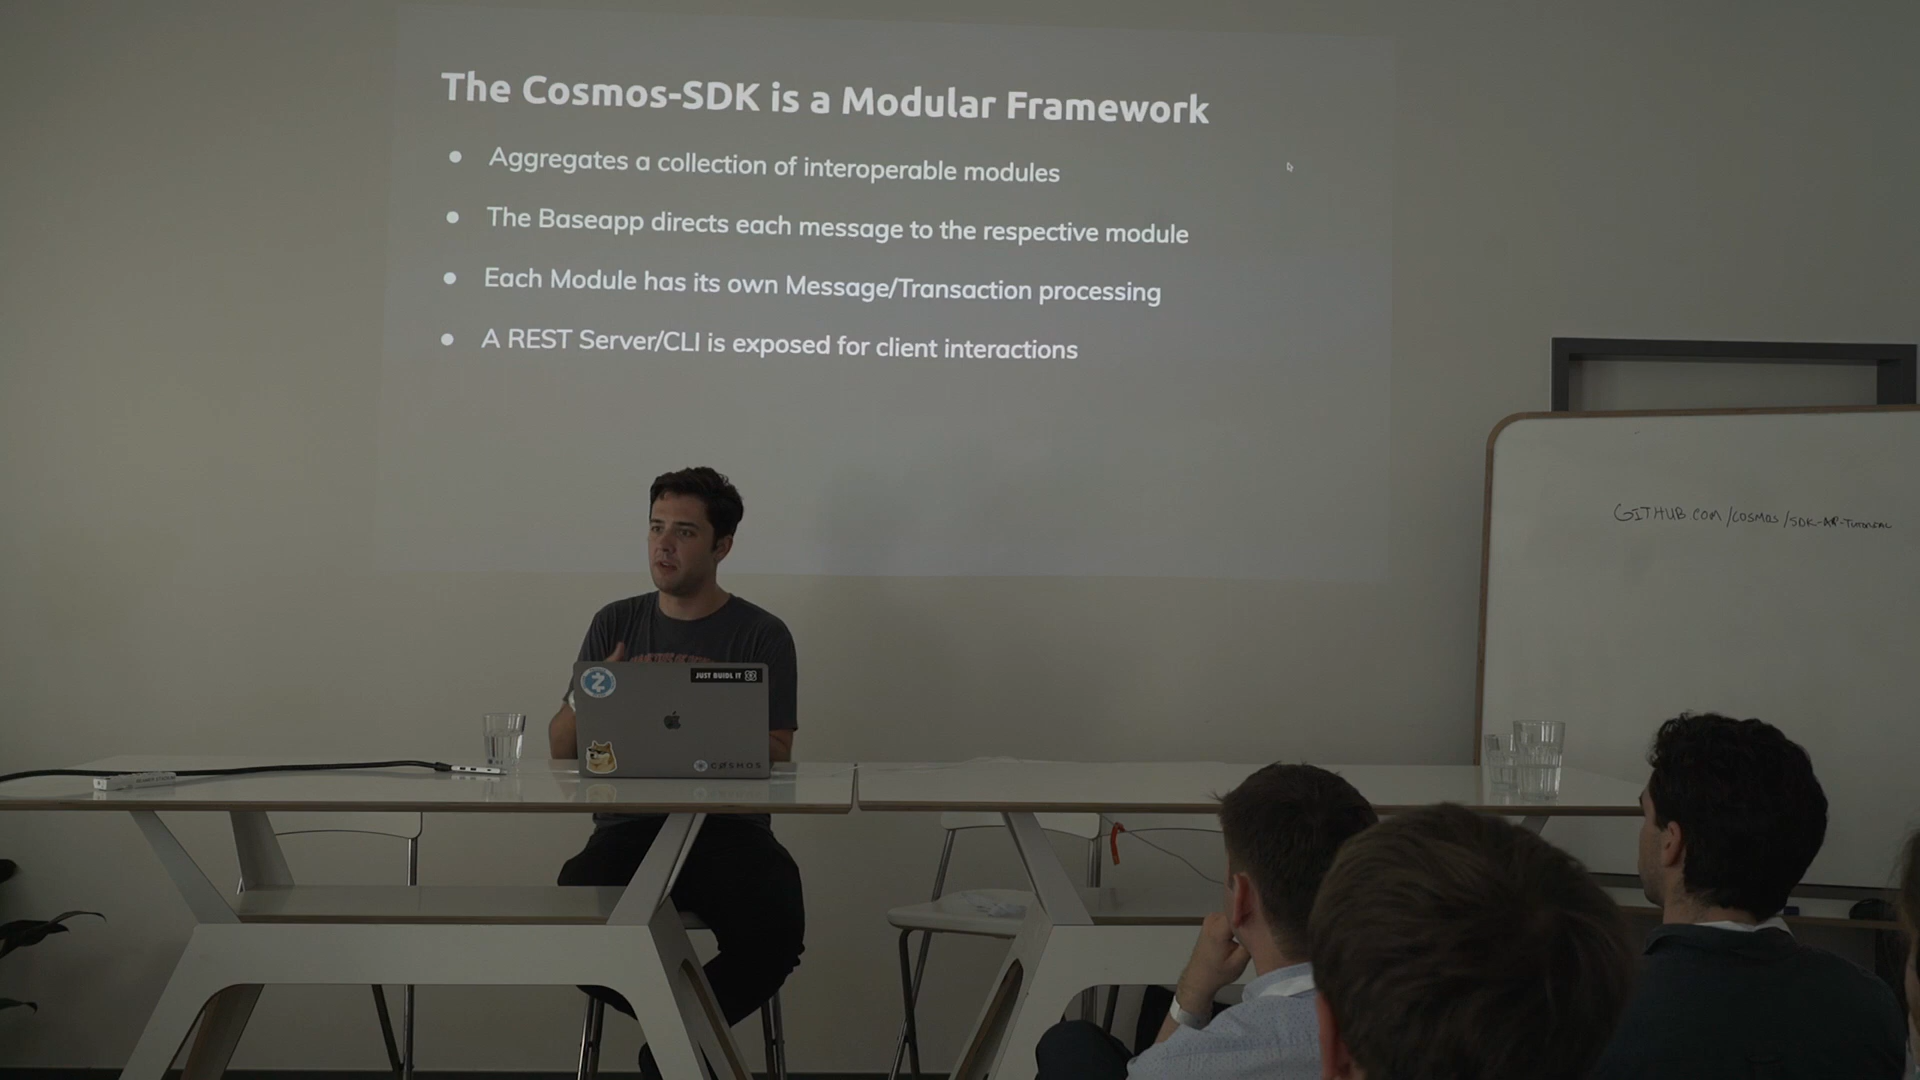 The Cosmos-SDK is a Modular Framework
● Aggregates a collection of interoperable modules
● The Baseapp directs each message to the respective module
● Each Module has its own Message/Transaction processing
● A REST Server/CLI is exposed for client interactions
GITHUB.COM/COSMOS/SDK-AP-TUTORIAL
JUST BUIDL IT
COSMOS